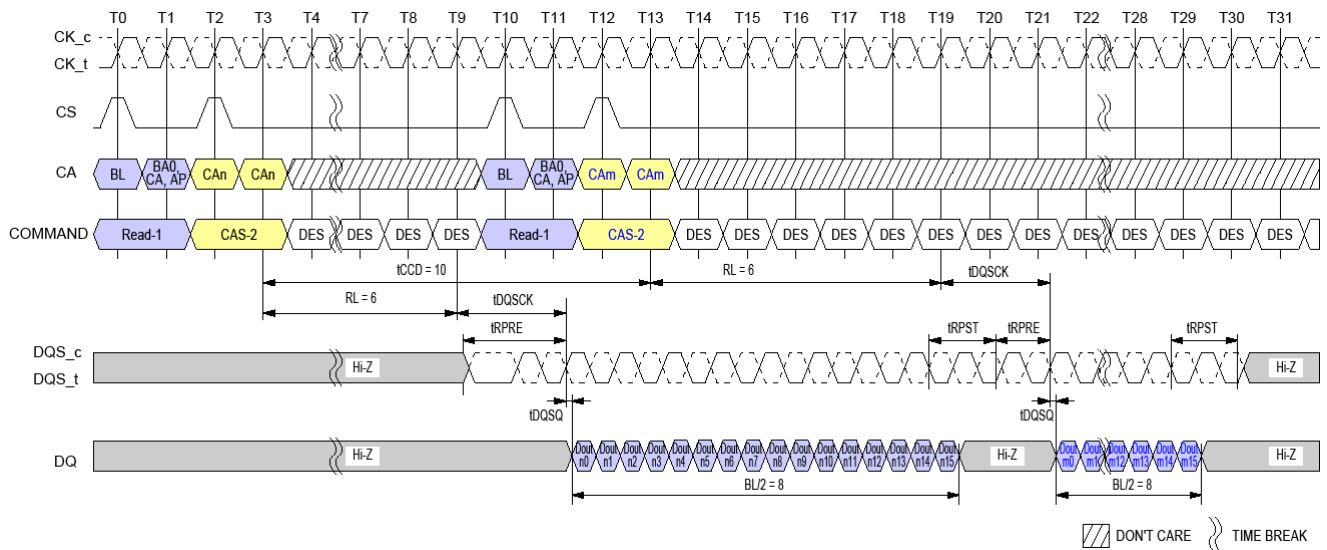 T0 T1 T2 T3 T4 T7 T8 T9 T10 T11 T12 T13 T14 T15 T16 T17 T18 T19 T20 T21 T22 T28 T29 T30 T31
CK_c
CK_t
CS
CA BL BA0, CA, AP CAn CAn BL BA0, CA, AP CAm CAm
COMMAND Read-1 CAS-2 DES DES DES DES Read-1 CAS-2 DES DES DES DES DES DES DES DES DES DES DES DES DES
tCCD = 10 RL = 6 tDQSCK
RL = 6 tDQSCK
tRPRE tRPST tRPRE tRPST
DQS_c
DQS_t
Hi-Z Hi-Z
tDQSQ tDQSQ
DQ Hi-Z Dout n0 Dout n1 Dout n2 Dout n3 Dout n4 Dout n5 Dout n6 Dout n7 Dout n8 Dout n9 Dout n10 Dout n11 Dout n12 Dout n13 Dout n14 Dout n15 Hi-Z Dout m0 Dout m1 Dout m12 Dout m13 Dout m14 Dout m15 Hi-Z
BL/2 = 8 BL/2 = 8
DON'T CARE TIME BREAK